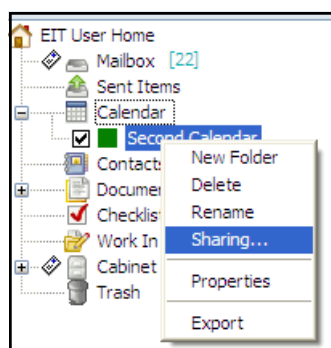 EIT User Home
Mailbox [22]
Sent Items
Calendar
Second Calendar
Contacts
New Folder
Delete
Rename
Sharing...
Properties
Export
Checklis
Work In
Cabinet
Trash